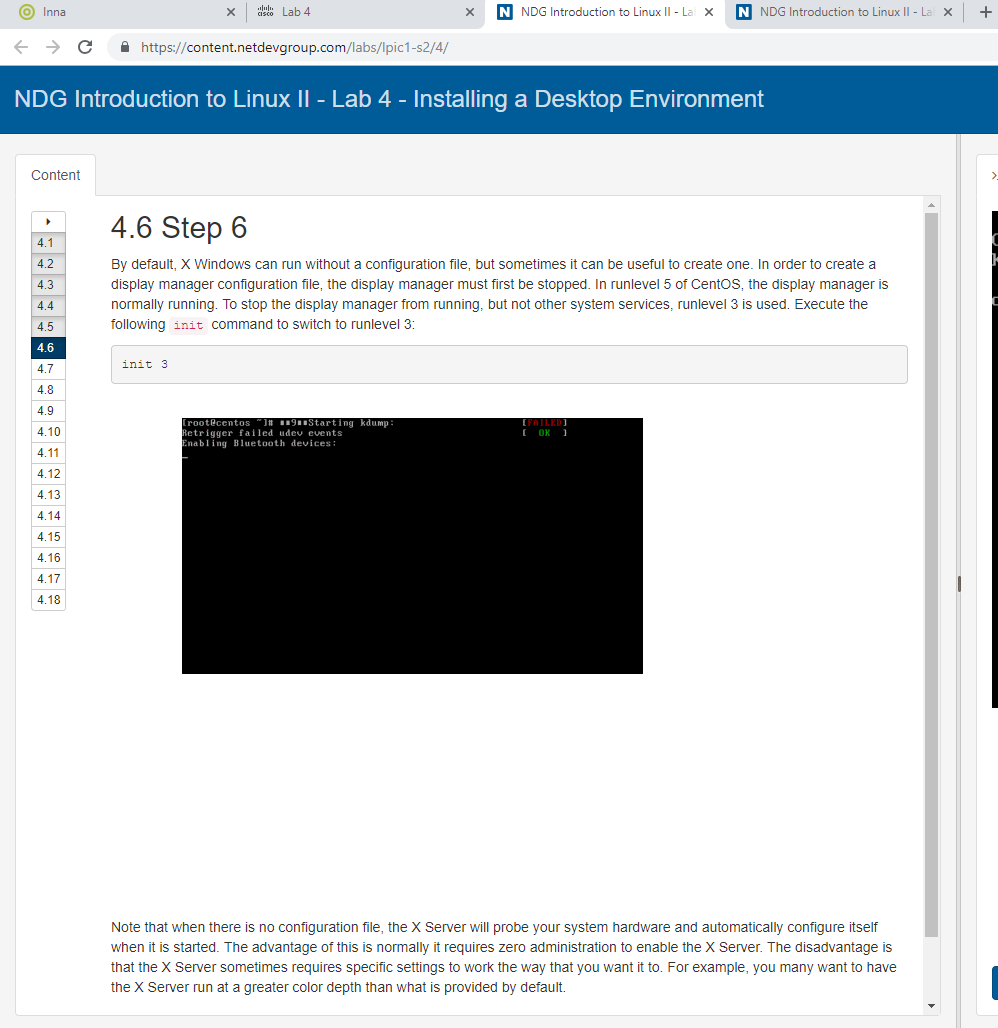 Inna
Lab 4
NDG Introduction to Linux II - La
NDG Introduction to Linux II - La
https://content.netdevgroup.com/labs/lpic1-s2/4/
NDG Introduction to Linux II - Lab 4 - Installing a Desktop Environment
Content
4.1
4.2
4.3
4.4
4.5
4.6
4.7
4.8
4.9
4.10
4.11
4.12
4.13
4.14
4.15
4.16
4.17
4.18
4.6 Step 6
By default, X Windows can run without a configuration file, but sometimes it can be useful to create one. In order to create a
display manager configuration file, the display manager must first be stopped. In runlevel 5 of CentOS, the display manager is
normally running. To stop the display manager from running, but not other system services, runlevel 3 is used. Execute the
following init command to switch to runlevel 3:
init 3
[root@centos ~]# ■■9■■Starting kdump: [FAILED]
Retrigger failed udev events [ OK ]
Enabling Bluetooth devices:
_
Note that when there is no configuration file, the X Server will probe your system hardware and automatically configure itself
when it is started. The advantage of this is normally it requires zero administration to enable the X Server. The disadvantage is
that the X Server sometimes requires specific settings to work the way that you want it to. For example, you many want to have
the X Server run at a greater color depth than what is provided by default.